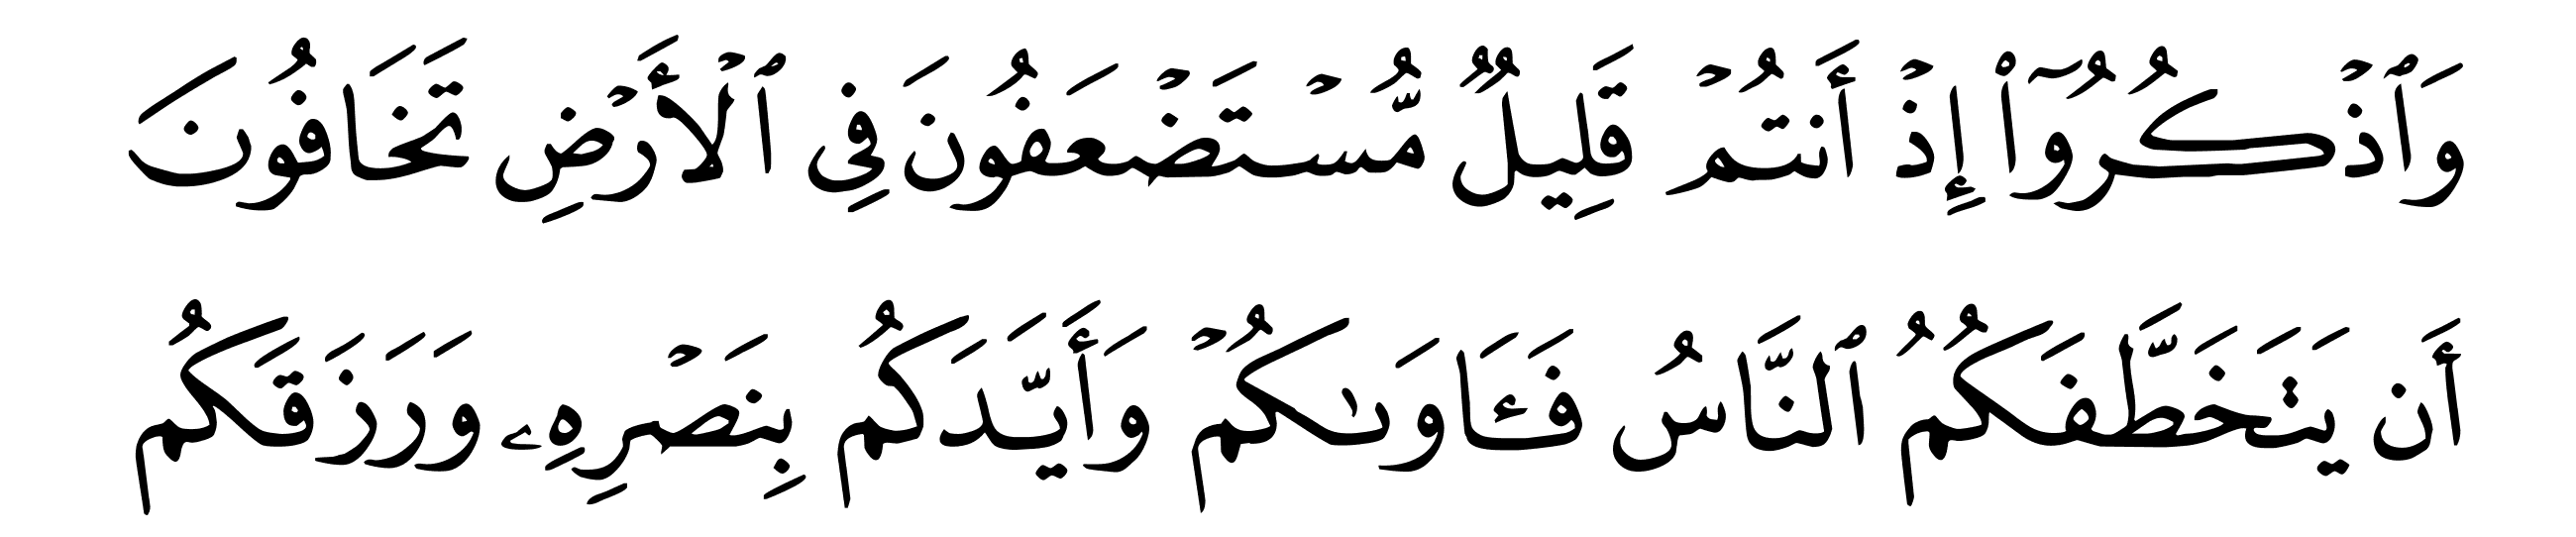 وَٱذۡكُرُوٓاْ إِذۡ أَنتُمۡ قَلِيلٞ مُّسۡتَضۡعَفُونَ فِي ٱلۡأَرۡضِ تَخَافُونَ
أَن يَتَخَطَّفَكُمُ ٱلنَّاسُ فَـَٔاوَىٰكُمۡ وَأَيَّدَكُم بِنَصۡرِهِۦ وَرَزَقَكُم